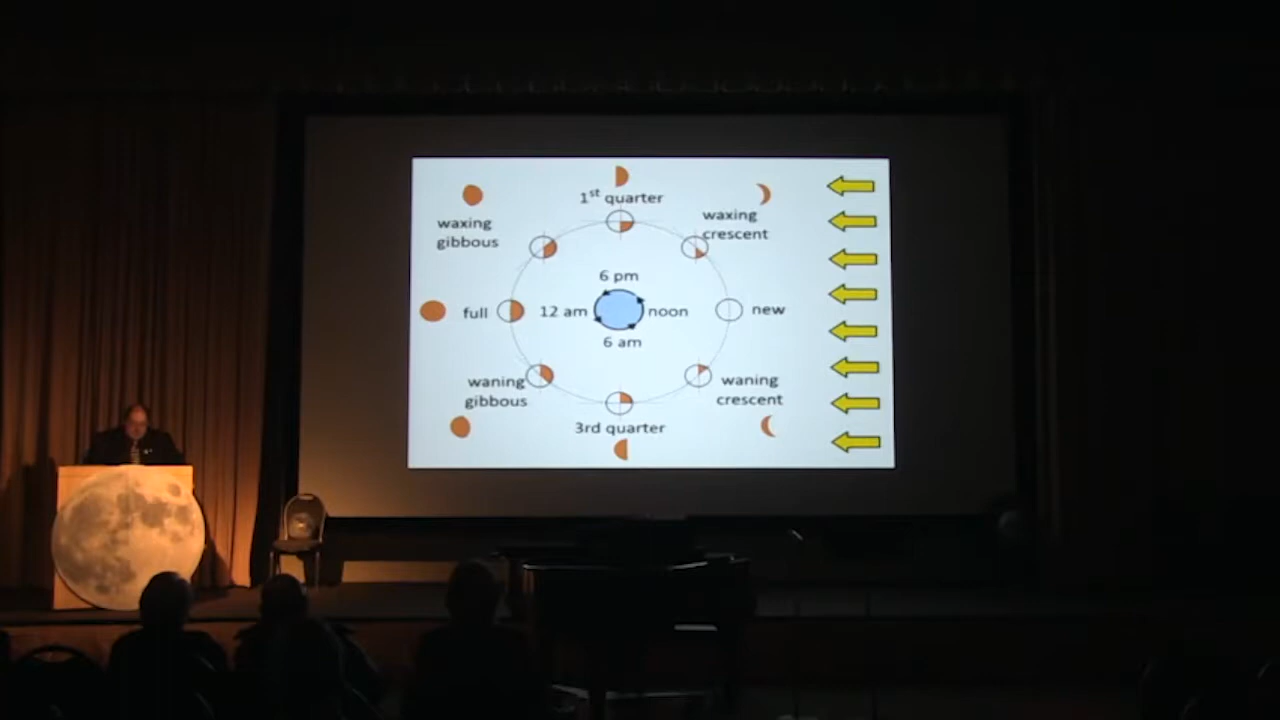 1st quarter
waxing
gibbous
waxing
crescent
6 pm
full
12 am
noon
new
6 am
waning
gibbous
waning
crescent
3rd quarter